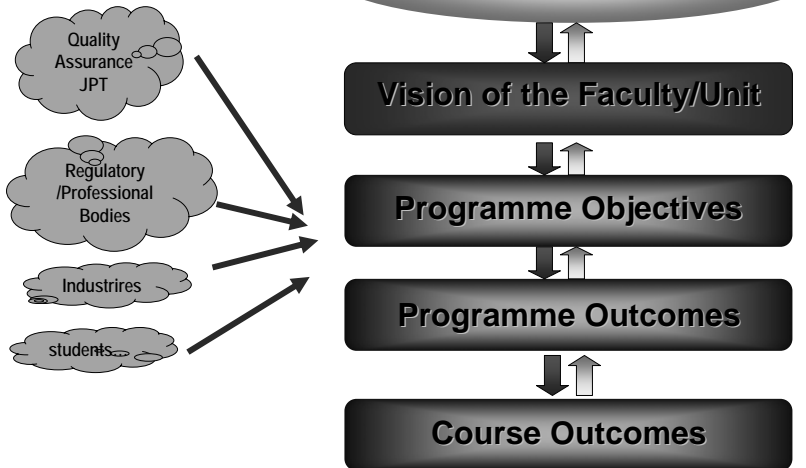 Quality
Assurance
JPT
Regulatory
/Professional
Bodies
Industrires
students
Vision of the Faculty/Unit
Programme Objectives
Programme Outcomes
Course Outcomes